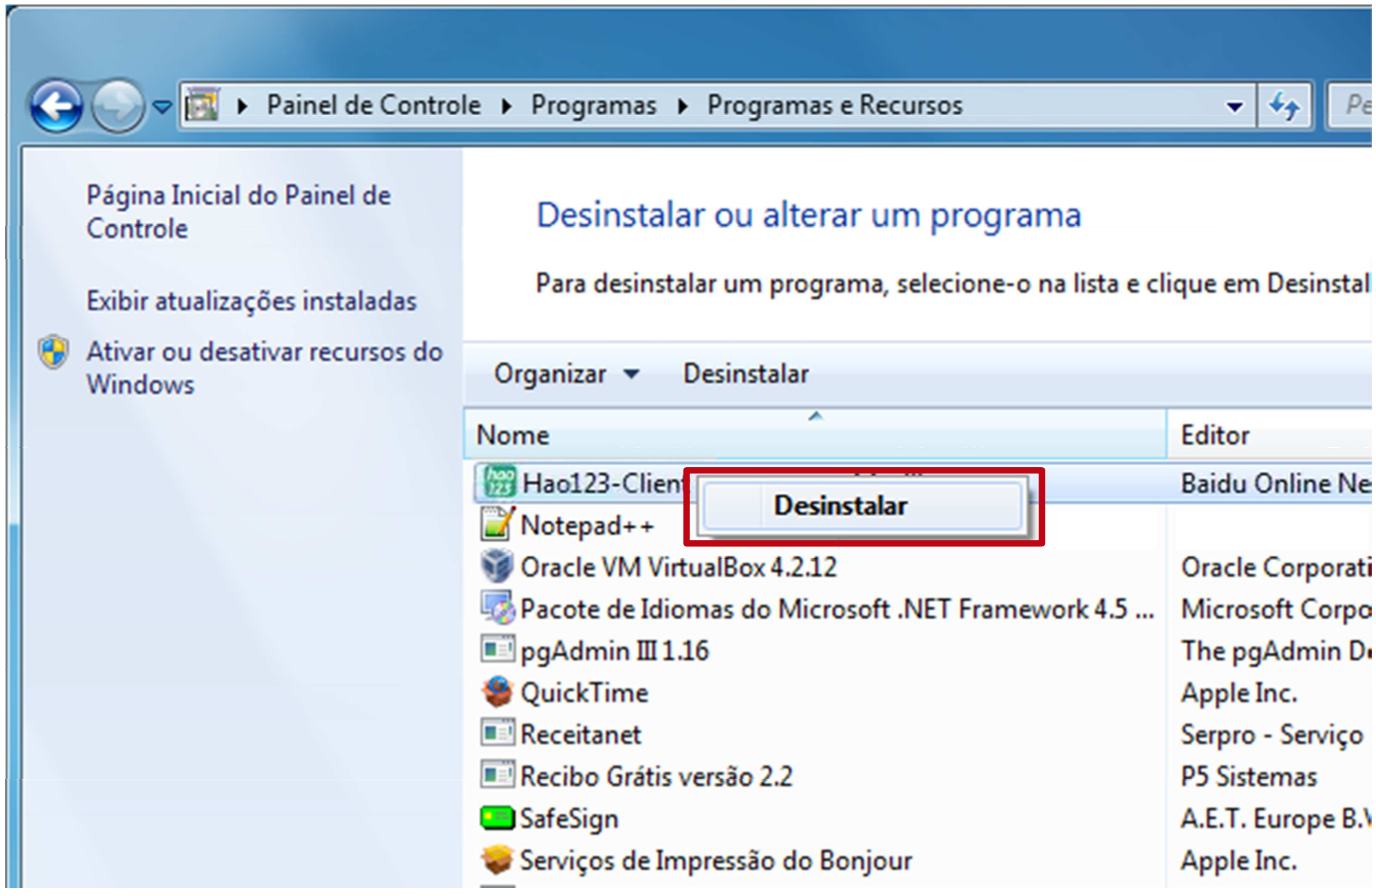 Painel de Controle Programas Programas e Recursos
Pe
Página Inicial do Painel de
Controle
Exibir atualizações instaladas
Ativar ou desativar recursos do
Windows
Desinstalar ou alterar um programa
Para desinstalar um programa, selecione-o na lista e clique em Desinstal
Organizar Desinstalar
Nome Editor
hao
123
Hao123-Client Baidu Online Ne
Desinstalar
Notepad++
Oracle VM VirtualBox 4.2.12 Oracle Corporati
Pacote de Idiomas do Microsoft .NET Framework 4.5 ... Microsoft Corpo
pgAdmin III 1.16 The pgAdmin De
QuickTime Apple Inc.
Receitanet Serpro - Serviço
Recibo Grátis versão 2.2 P5 Sistemas
SafeSign A.E.T. Europe B.V
Serviços de Impressão do Bonjour Apple Inc.